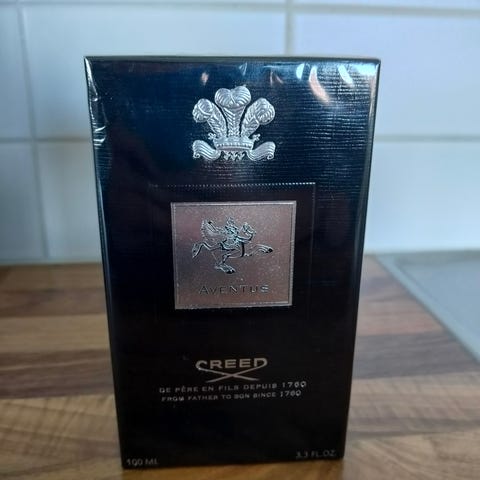 AVENTUS
CREED
DE PÈRE EN FILS DEPUIS 1760
FROM FATHER TO SON SINCE 1760
100 ML 3.3 FL.OZ